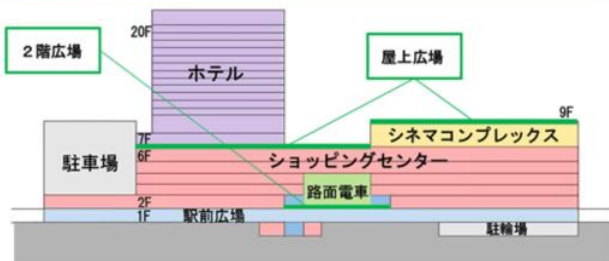 20F
2階広場
ホテル
屋上広場
9F
7F
シネマコンプレックス
6F
駐車場
ショッピングセンター
路面電車
2F
1F
駅前広場
駐輪場